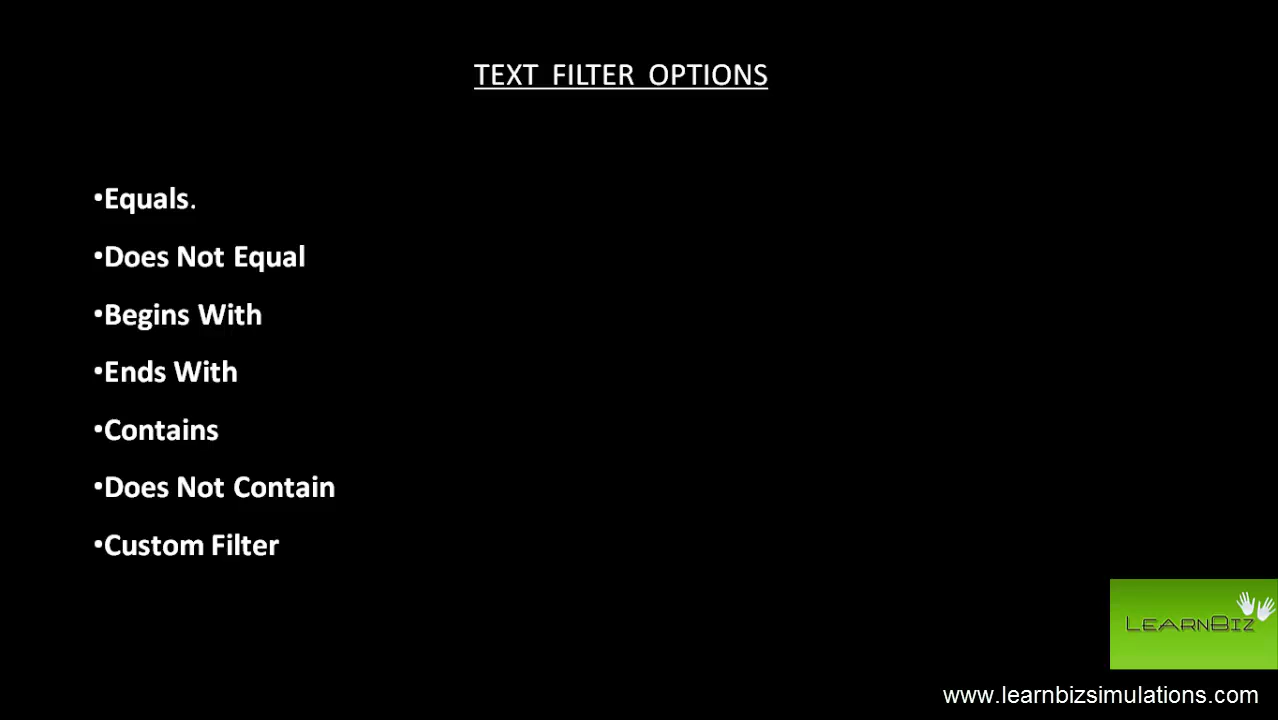 TEXT FILTER OPTIONS
•Equals.
•Does Not Equal
•Begins With
•Ends With
•Contains
•Does Not Contain
•Custom Filter
LEARNBIZ
www.learnbizsimulations.com